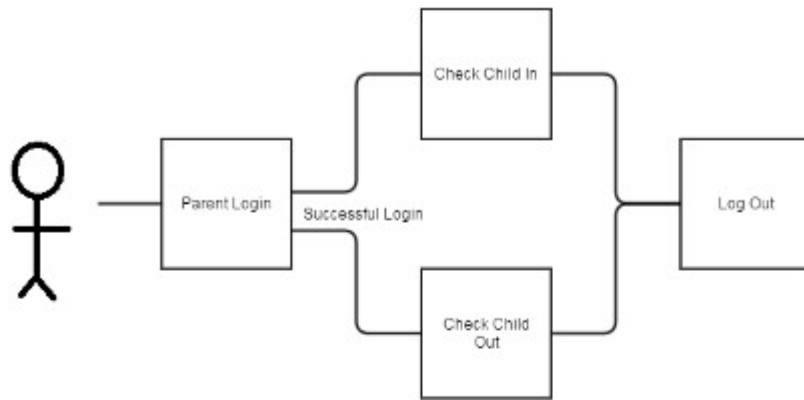 Check Child In
Parent Login
Successful Login
Log Out
Check Child
Out